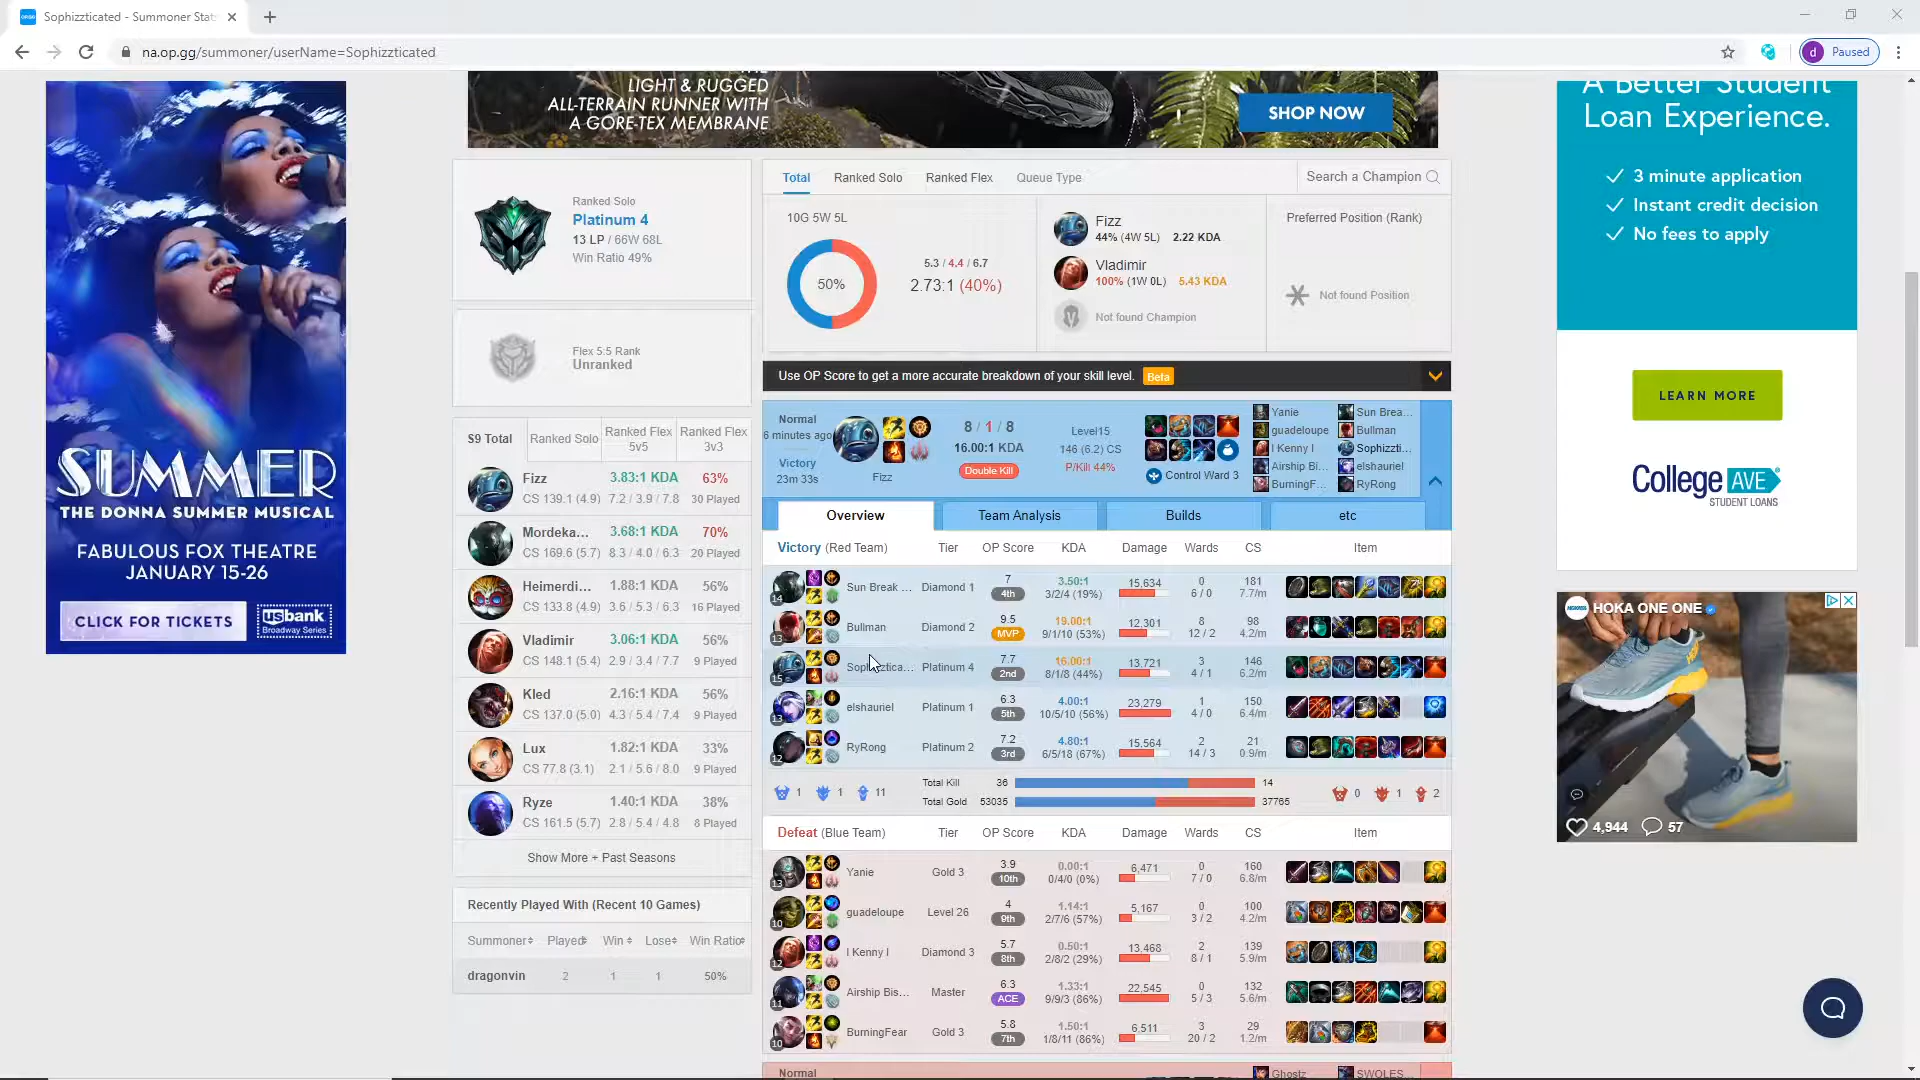 Sophizzticated - Summoner Stat
na.op.gg/summoner/userName=Sophizzticated
d Paused
LIGHT & RUGGED
ALL-TERRAIN RUNNER WITH
A GORE-TEX MEMBRANE
SHOP NOW
SUMMER
THE DONNA SUMMER MUSICAL
FABULOUS FOX THEATRE
JANUARY 15-26
CLICK FOR TICKETS
usbank
Broadway Series
Ranked Solo
Platinum 4
13 LP / 66W 68L
Win Ratio 49%
Flex 5:5 Rank
Unranked
S9 Total Ranked Solo Ranked Flex 5v5 Ranked Flex 3v3
Fizz 3.83:1 KDA 63%
CS 139.1 (4.9) 7.2 / 3.9 / 7.8 30 Played
Mordeka... 3.68:1 KDA 70%
CS 169.6 (5.7) 8.3 / 4.0 / 6.3 20 Played
Heimerdi... 1.88:1 KDA 56%
CS 133.8 (4.9) 3.6 / 5.3 / 6.3 16 Played
Vladimir 3.06:1 KDA 56%
CS 148.1 (5.4) 2.9 / 3.4 / 7.7 9 Played
Kled 2.16:1 KDA 56%
CS 137.0 (5.0) 4.3 / 5.4 / 7.4 9 Played
Lux 1.82:1 KDA 33%
CS 77.8 (3.1) 2.1 / 5.6 / 8.0 9 Played
Ryze 1.40:1 KDA 38%
CS 161.5 (5.7) 2.8 / 5.4 / 4.8 8 Played
Show More + Past Seasons
Recently Played With (Recent 10 Games)
Summoner Played Win Lose Win Ratio
dragonvin 2 1 1 50%
Total Ranked Solo Ranked Flex Queue Type
Search a Champion
10G 5W 5L
50%
5.3 / 4.4 / 6.7
2.73:1 (40%)
Fizz
44% (4W 5L) 2.22 KDA
Vladimir
100% (1W 0L) 5.43 KDA
Not found Champion
Preferred Position (Rank)
Not found Position
Use OP Score to get a more accurate breakdown of your skill level. Beta
Normal
6 minutes ago
Victory
23m 33s
Fizz
8 / 1 / 8
16.00:1 KDA
Double Kill
Level15
146 (6.2) CS
P/Kill 44%
Control Ward 3
Yanie Sun Brea...
guadeloupe Bullman
I Kenny I Sophizzti...
Airship Bi... elshauriel
BurningF... RyRong
Overview Team Analysis Builds etc
Victory (Red Team) Tier OP Score KDA Damage Wards CS Item
14 Sun Break ... Diamond 1 7 4th 3.50:1 3/2/4 (19%) 15,634 0 6 / 0 181 7.7/m
13 Bullman Diamond 2 9.5 MVP 19.00:1 9/1/10 (53%) 12,301 8 12 / 2 98 4.2/m
15 Platinum 4 7.7 2nd 16.00:1 8/1/8 (44%) 13,721 3 4 / 1 146 6.2/m
13 elshauriel Platinum 1 6.3 5th 4.00:1 10/5/10 (56%) 23,279 1 4 / 0 150 6.4/m
12 RyRong Platinum 2 7.2 3rd 4.80:1 6/5/18 (67%) 15,564 2 14 / 3 21 0.9/m
1 1 11
Total Kill 36 14
Total Gold 53035 37765
0 1 2
Defeat (Blue Team) Tier OP Score KDA Damage Wards CS Item
13 Yanie Gold 3 3.9 10th 0.00:1 0/4/0 (0%) 6,471 0 7 / 0 160 6.8/m
10 guadeloupe Level 26 4 9th 1.14:1 2/7/6 (57%) 5,167 0 3 / 2 100 4.2/m
12 I Kenny I Diamond 3 5.7 8th 0.50:1 2/8/2 (29%) 13,468 2 8 / 1 139 5.9/m
11 Airship Bis... Master 6.3 ACE 1.33:1 9/9/3 (86%) 22,545 0 5 / 3 132 5.6/m
10 BurningFear Gold 3 5.8 7th 1.50:1 1/8/11 (86%) 6,511 3 20 / 2 29 1.2/m
Normal
Ghostz SWOLES...
A Better Student
Loan Experience.
3 minute application
Instant credit decision
No fees to apply
LEARN MORE
College AVE
STUDENT LOANS
HOKA ONE ONE
4,944 57